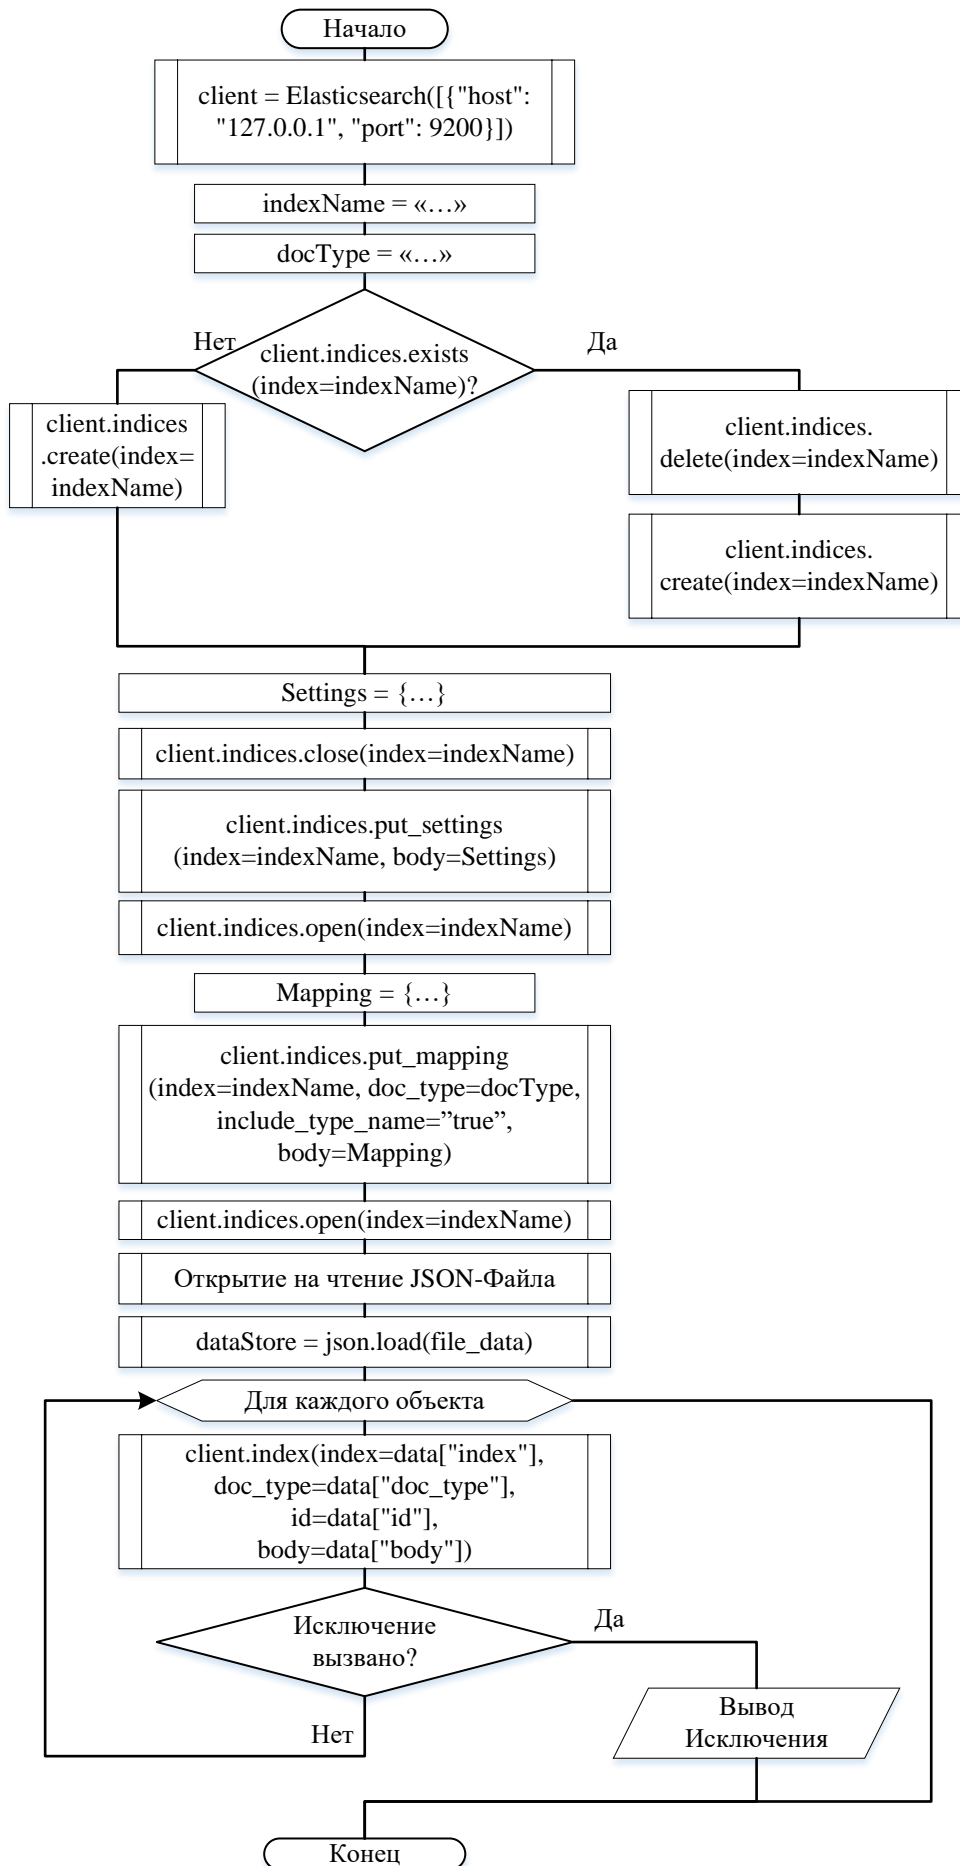 Начало
client = Elasticsearch([{"host":
"127.0.0.1", "port": 9200}])
indexName = «…»
docType = «…»
Нет
client.indices.exists
(index=indexName)?
Да
client.indices
.create(index=
indexName)
client.indices.
delete(index=indexName)
client.indices.
create(index=indexName)
Settings = {…}
client.indices.close(index=indexName)
client.indices.put_settings
(index=indexName, body=Settings)
client.indices.open(index=indexName)
Mapping = {…}
client.indices.put_mapping
(index=indexName, doc_type=docType,
include_type_name=”true”,
body=Mapping)
client.indices.open(index=indexName)
Открытие на чтение JSON-Файла
dataStore = json.load(file_data)
Для каждого объекта
client.index(index=data["index"],
doc_type=data["doc_type"],
id=data["id"],
body=data["body"])
Исключение
вызвано?
Да
Нет
Вывод
Исключения
Конец